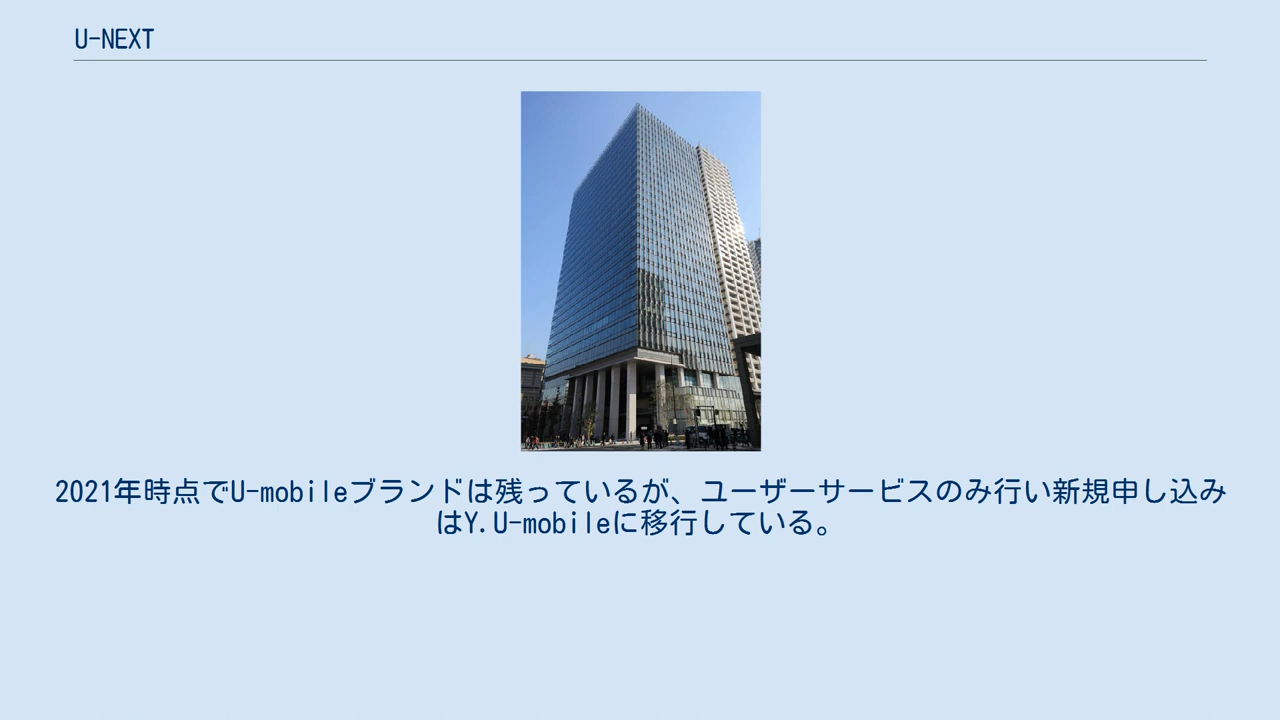 U-NEXT
2021年時点でU-mobileブランドは残っているが、ユーザーサービスのみ行い新規申し込み
はY.U-mobileに移行している。